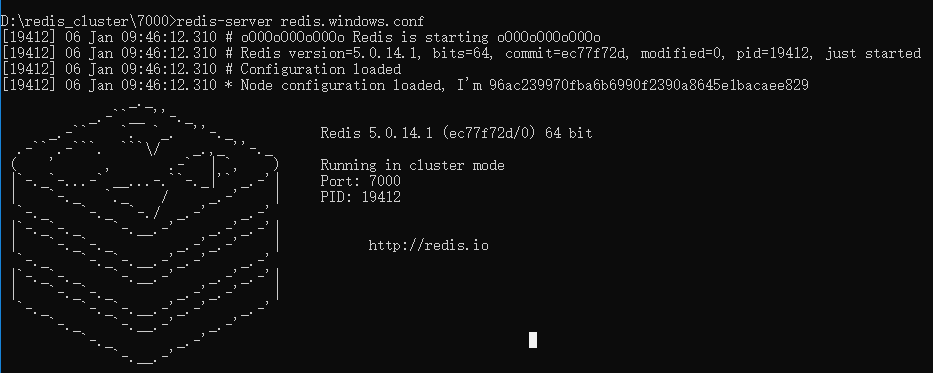 D:\redis_cluster\7000>redis-server redis.windows.conf
[19412] 06 Jan 09:46:12.310 # oO0OoO0OoO0Oo Redis is starting oO0OoO0OoO0Oo
[19412] 06 Jan 09:46:12.310 # Redis version=5.0.14.1, bits=64, commit=ec77f72d, modified=0, pid=19412, just started
[19412] 06 Jan 09:46:12.310 # Configuration loaded
[19412] 06 Jan 09:46:12.310 * Node configuration loaded, I'm 96ac239970fba6b6990f2390a8645e1bacaee829
Redis 5.0.14.1 (ec77f72d/0) 64 bit
Running in cluster mode
Port: 7000
PID: 19412
http://redis.io